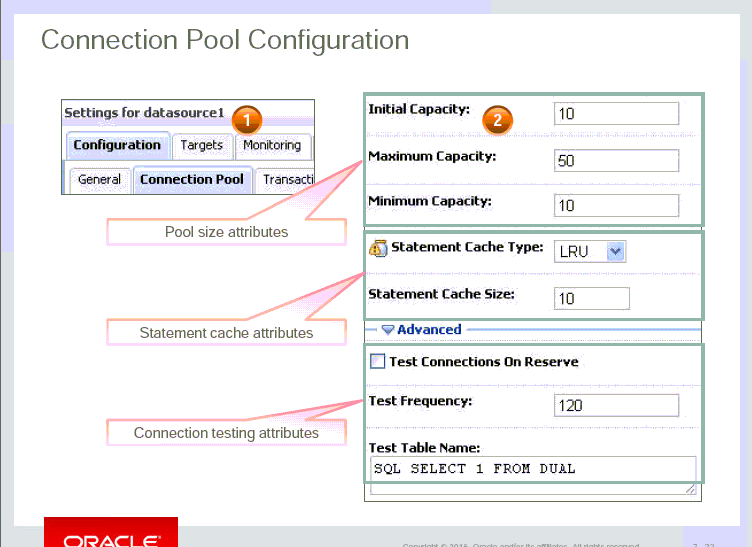 Connection Pool Configuration
Settings for datasource1
1
Configuration Targets Monitoring
General Connection Pool Transacti
Pool size attributes
Statement cache attributes
Connection testing attributes
2
Initial Capacity: 10
Maximum Capacity: 50
Minimum Capacity: 10
Statement Cache Type: LRU
Statement Cache Size: 10
Advanced
Test Connections On Reserve
Test Frequency: 120
Test Table Name:
SQL SELECT 1 FROM DUAL
ORACLE